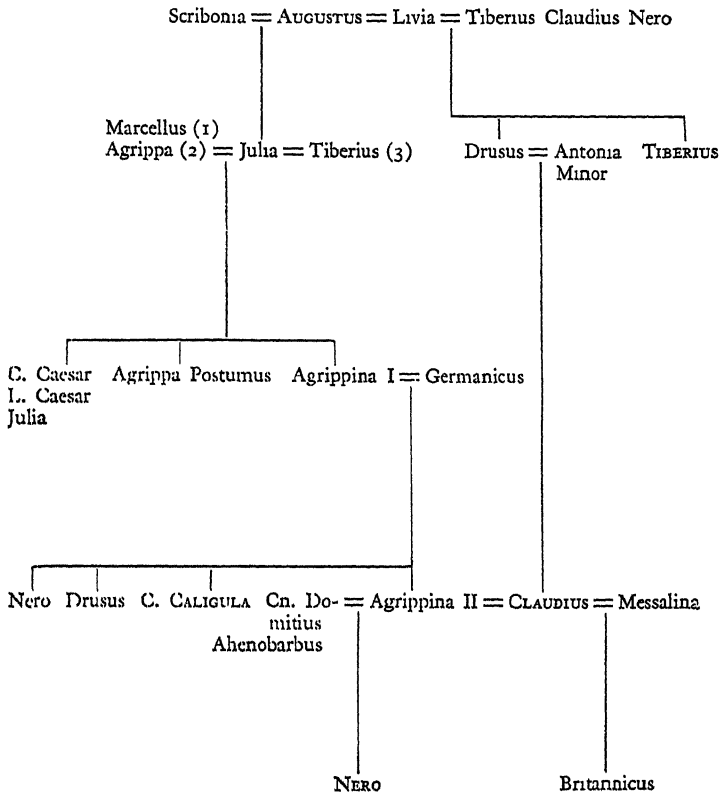 Scribonia = AUGUSTUS = Livia = Tiberius Claudius Nero
Marcellus (1)
Agrippa (2) = Julia = Tiberius (3)
Drusus = Antonia TIBERIUS
Minor
C. Caesar Agrippa Postumus Agrippina I = Germanicus
L. Caesar
Julia
Nero Drusus C. CALIGULA Cn. Do- = Agrippina II = CLAUDIUS = Messalina
mitius
Ahenobarbus
NERO Britannicus